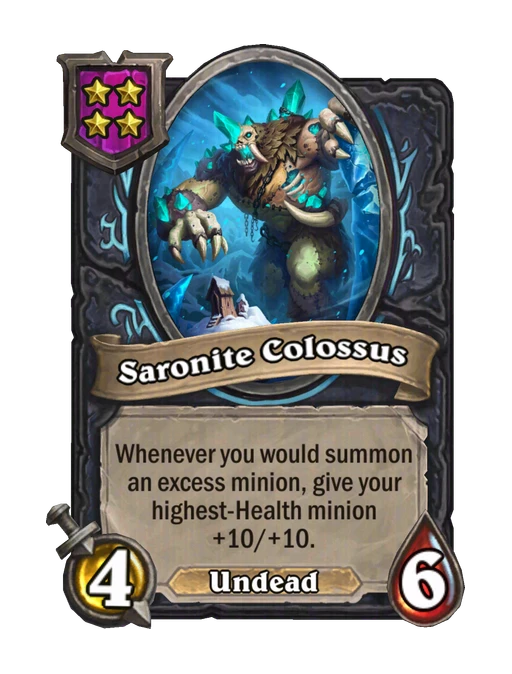 Saronite Colossus
Whenever you would summon
an excess minion, give your
highest-Health minion
+10/+10.
4
Undead
6